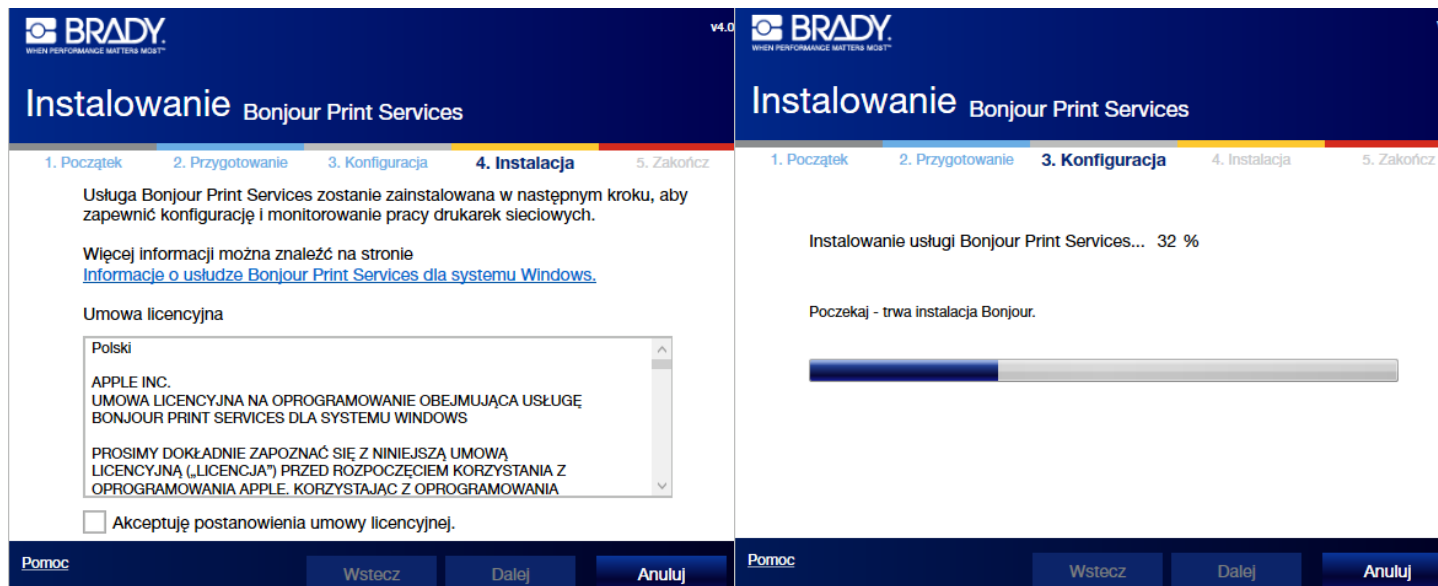 BRADY.
WHEN PERFORMANCE MATTERS MOST™
v4.0
Instalowanie Bonjour Print Services
1. Początek 2. Przygotowanie 3. Konfiguracja 4. Instalacja 5. Zakończ
Usługa Bonjour Print Services zostanie zainstalowana w następnym kroku, aby
zapewnić konfigurację i monitorowanie pracy drukarek sieciowych.
Więcej informacji można znaleźć na stronie
Informacje o usłudze Bonjour Print Services dla systemu Windows.
Umowa licencyjna
Polski
APPLE INC.
UMOWA LICENCYJNA NA OPROGRAMOWANIE OBEJMUJĄCA USŁUGĘ
BONJOUR PRINT SERVICES DLA SYSTEMU WINDOWS
PROSIMY DOKŁADNIE ZAPOZNAĆ SIĘ Z NINIEJSZĄ UMOWĄ
LICENCYJNĄ („LICENCJA”) PRZED ROZPOCZĘCIEM KORZYSTANIA Z
OPROGRAMOWANIA APPLE. KORZYSTAJĄC Z OPROGRAMOWANIA
Akceptuję postanowienia umowy licencyjnej.
Pomoc
Wstecz Dalej Anuluj
BRADY.
WHEN PERFORMANCE MATTERS MOST™
Instalowanie Bonjour Print Services
1. Początek 2. Przygotowanie 3. Konfiguracja 4. Instalacja 5. Zakończ
Instalowanie usługi Bonjour Print Services... 32 %
Poczekaj - trwa instalacja Bonjour.
Pomoc
Wstecz Dalej Anuluj